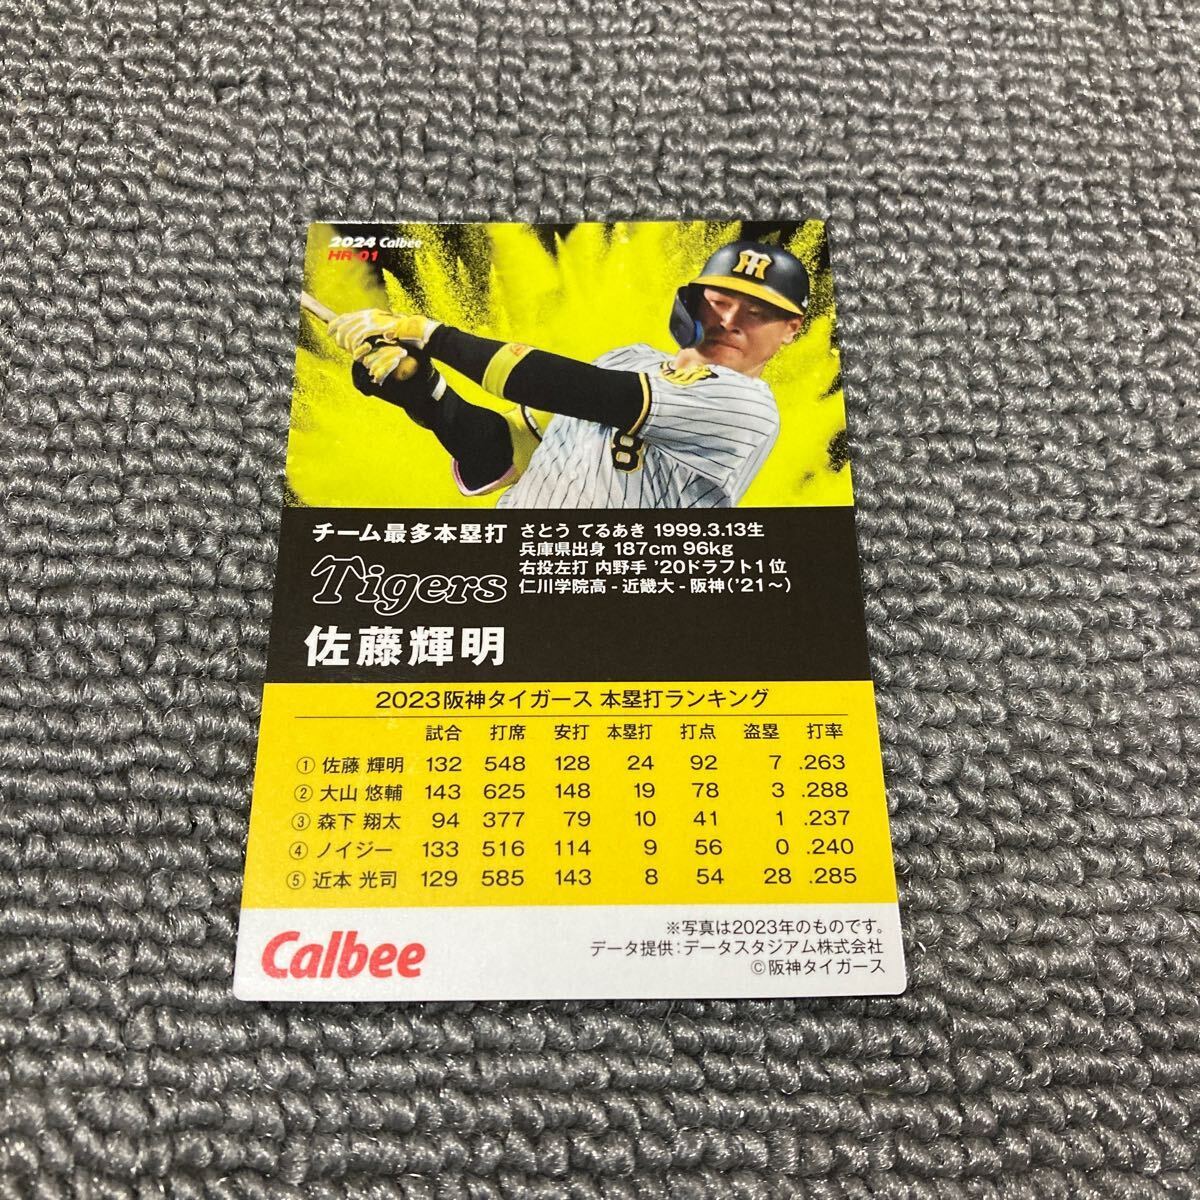 2024 Calbee
HR-01
8
チーム最多本塁打
Tigers
佐藤輝明
さとう てるあき 1999.3.13生
兵庫県出身 187cm 96kg
右投左打 内野手 '20ドラフト1位
仁川学院高 - 近畿大 - 阪神('21～)
2023阪神タイガース 本塁打ランキング
試合 打席 安打 本塁打 打点 盗塁 打率
① 佐藤 輝明 132 548 128 24 92 7 .263
② 大山 悠輔 143 625 148 19 78 3 .288
③ 森下 翔太 94 377 79 10 41 1 .237
④ ノイジー 133 516 114 9 56 0 .240
⑤ 近本 光司 129 585 143 8 54 28 .285
Calbee
※写真は2023年のものです。
データ提供：データスタジアム株式会社
©阪神タイガース